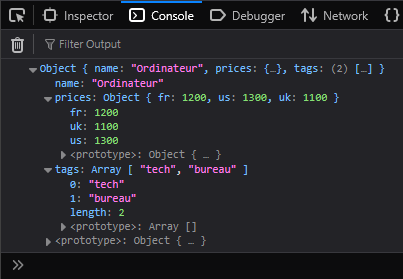 Inspector Console Debugger Network {}
Filter Output
Object { name: "Ordinateur", prices: {…}, tags: (2) […] }
name: "Ordinateur"
prices: Object { fr: 1200, us: 1300, uk: 1100 }
fr: 1200
uk: 1100
us: 1300
<prototype>: Object { … }
tags: Array [ "tech", "bureau" ]
0: "tech"
1: "bureau"
length: 2
<prototype>: Array []
<prototype>: Object { … }
»